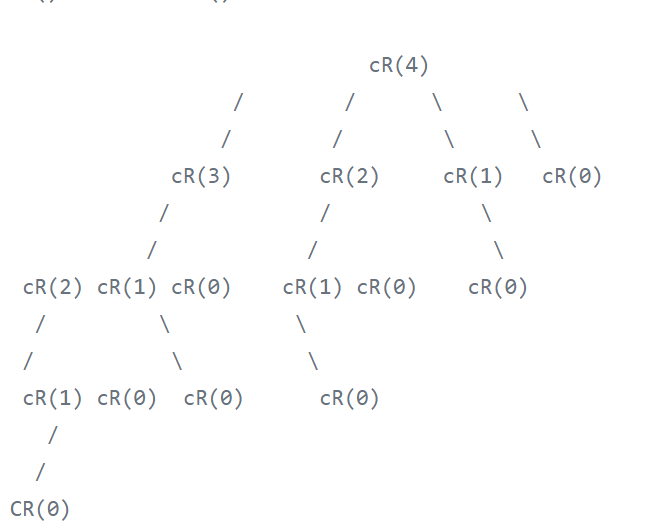 cR(4)
/ / \ \
/ / \ \
cR(3) cR(2) cR(1) cR(0)
/ / \
/ / \
cR(2) cR(1) cR(0) cR(1) cR(0) cR(0)
/ \ \
/ \ \
cR(1) cR(0) cR(0) cR(0)
/
/
CR(0)